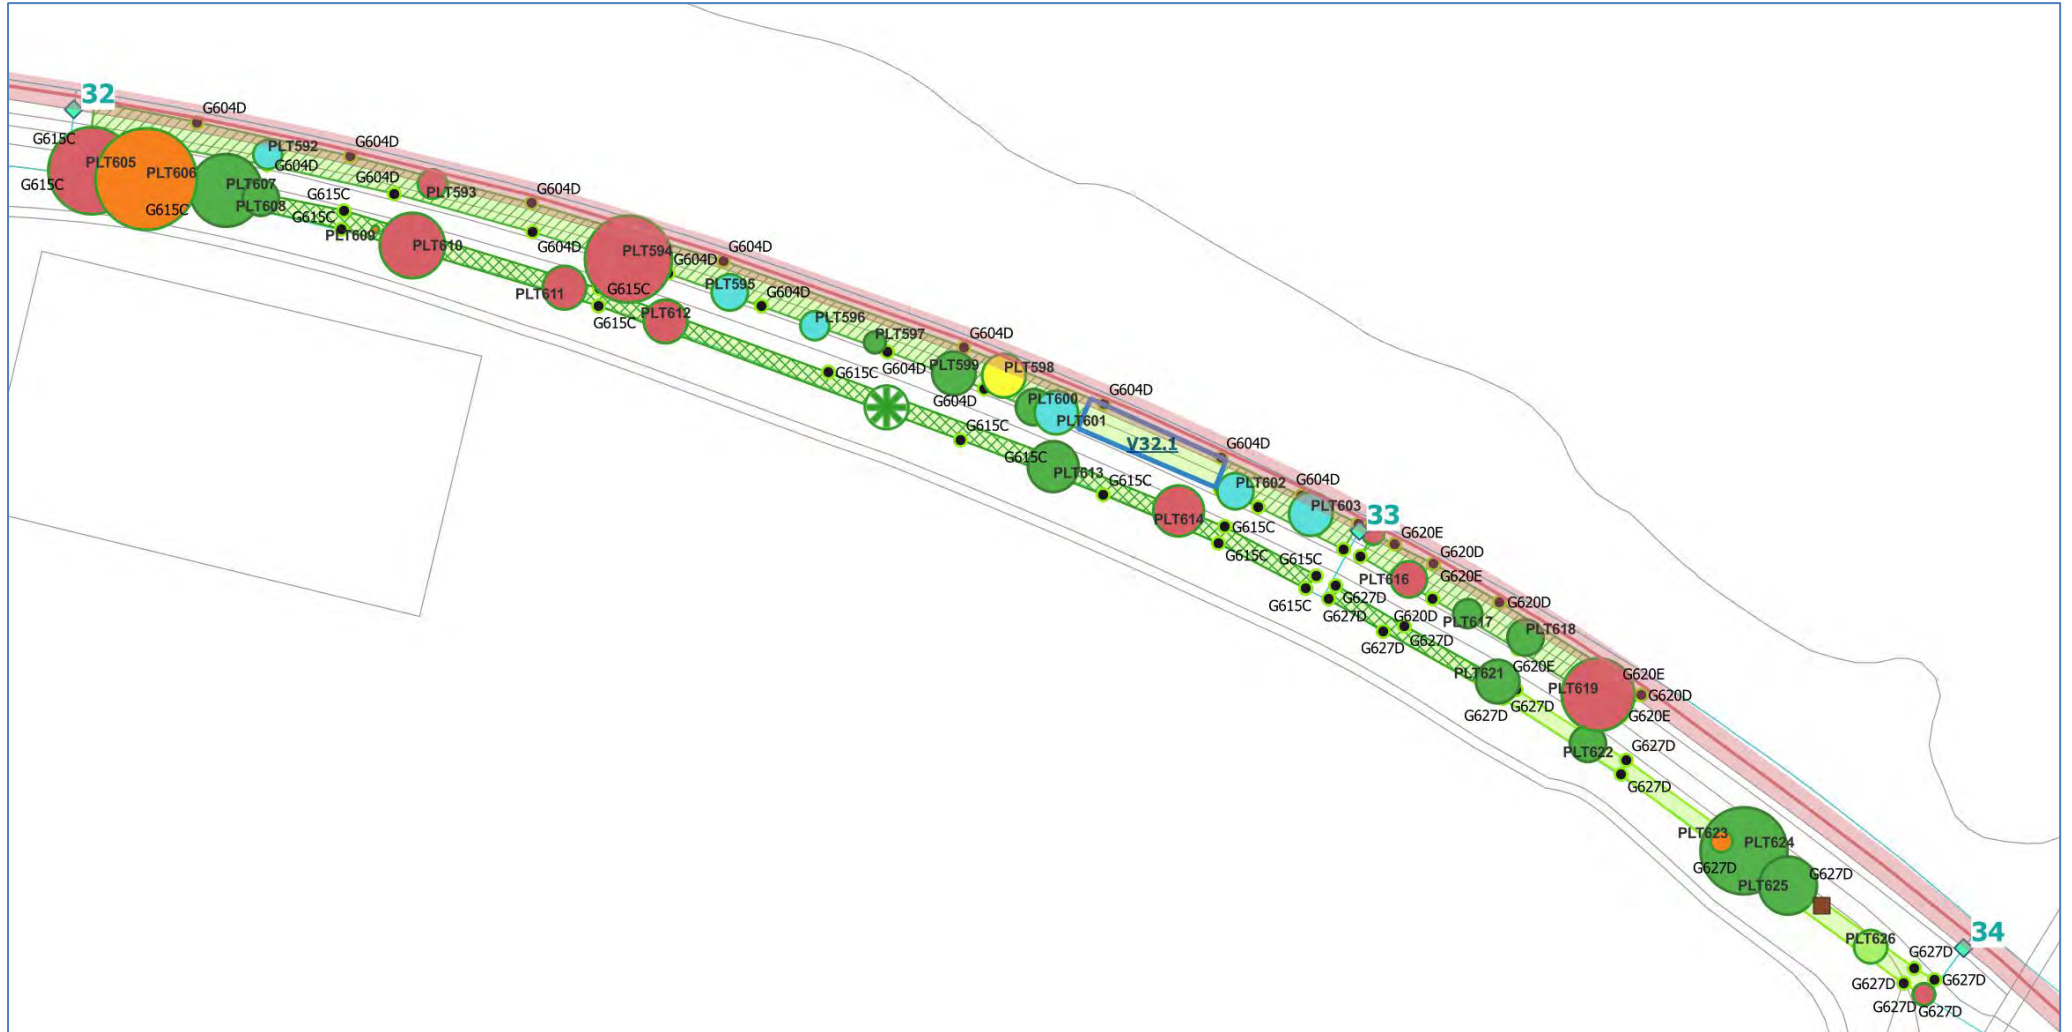 32
G604D
G615C
PLT592
G604D
PLT605
G604D
PLT606
G604D
G615C
PLT607
PLT593
G604D
G615C
G615C
PLT608
G615C
PLT609
PLT610
G604D
PLT594
G604D
G604D
PLT611
G615C
PLT595
G604D
G615C
PLT612
PLT596
PLT597
G604D
G615C
G604D
PLT599
PLT598
G604D
G604D
PLT600
PLT601
G615C
V32.1
G604D
G615C
PLT613
G615C
PLT602
G604D
PLT603
33
PLT614
G615C
G615C
G620E
G620D
G615C
PLT616
G620E
G615C
G627D
G627D
G620D
G620D
G627D
G627D
PLT617
PLT618
PLT621
G620E
G620E
PLT619
G620D
G627D
G627D
G620E
PLT622
G627D
G627D
PLT623
PLT624
G627D
G627D
PLT625
PLT626
34
G627D
G627D
G627D
G627D
G627D